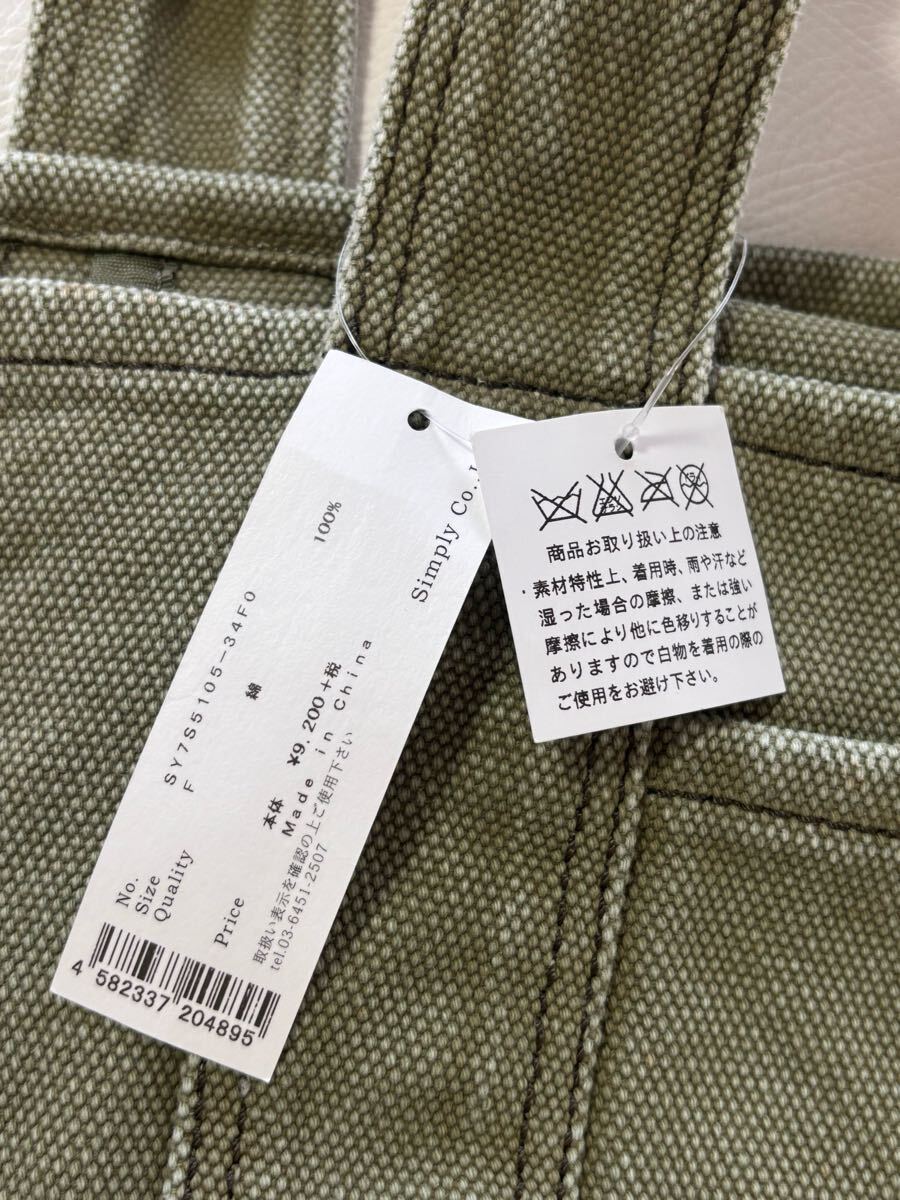 No. SY7S5105-34F0
Size F
Quality 綿 100%
Price 本体 ¥9,200+税
Made in China
取扱い表示を確認の上ご使用下さい
tel.03-6451-2507
Simply Co.,
4 582337 204895
商品お取り扱い上の注意
・素材特性上、着用時、雨や汗など
湿った場合の摩擦、または強い
摩擦により他に色移りすることが
ありますので白物を着用の際の
ご使用をお避け下さい。